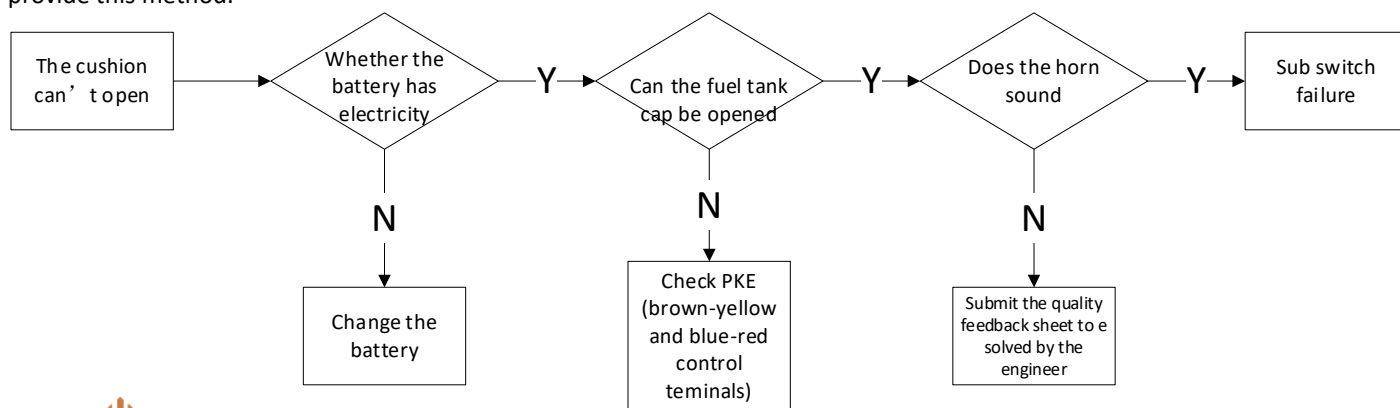 provide this method.
The cushion
can’t open
Whether the
battery has
electricity
Y
Can the fuel tank
cap be opened
Y
Does the horn
sound
Y
Sub switch
failure
N
N
N
Change the
battery
Check PKE
(brown-yellow
and blue-red
control
teminals)
Submit the quality
feedback sheet to e
solved by the
engineer